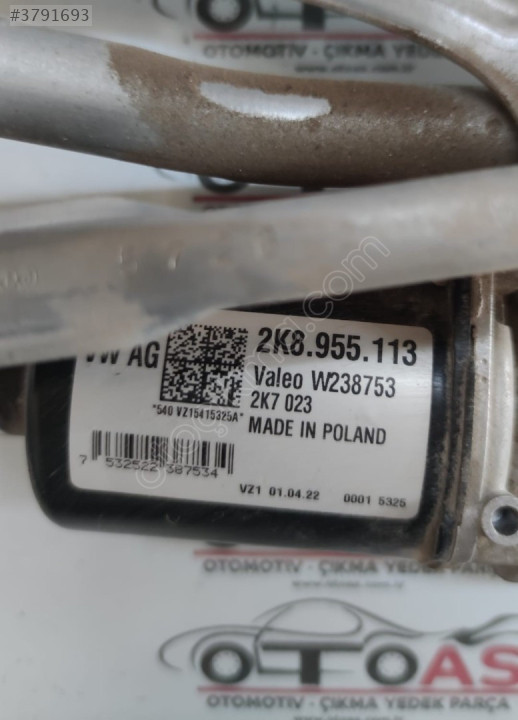 #3791693
OTOMOTİV - ÇIKMA YEDEK PARÇA
VW AG
2K8.955.113
Valeo W238753
2K7 023
MADE IN POLAND
*540 VZ15415325A*
7 532522 387534
VZ1 01.04.22 0001 5325
OTOMOTİV - ÇIKMA YEDEK PARÇA
OTOAS
OTOMOTİV - ÇIKMA YEDEK PARÇA